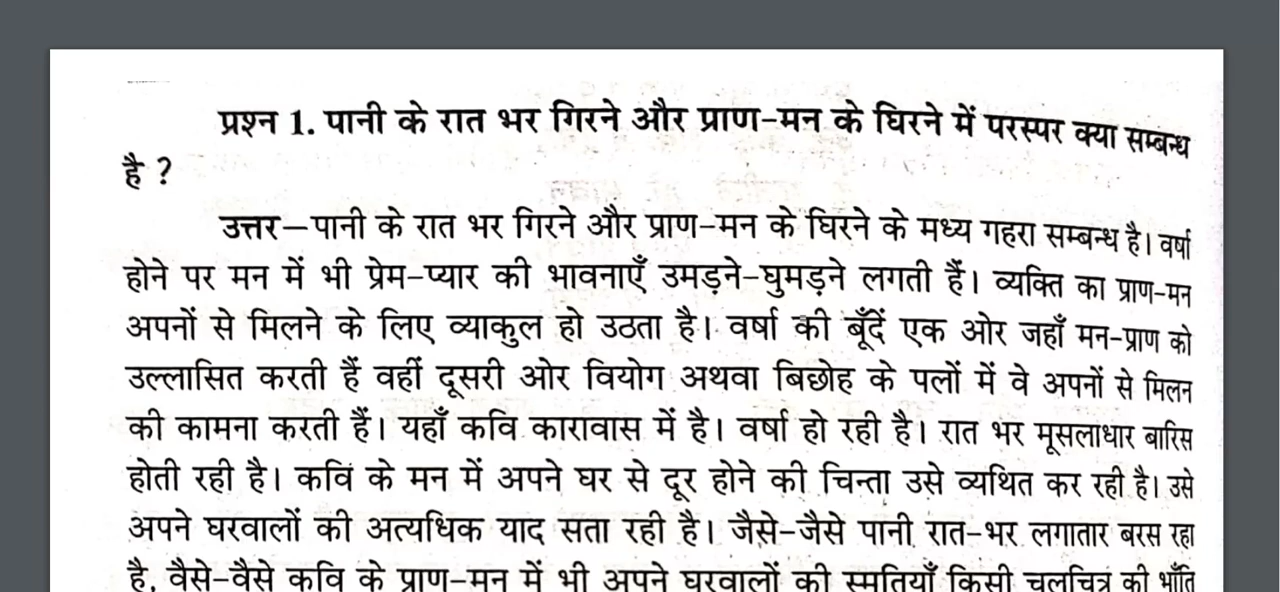 प्रश्न 1. पानी के रात भर गिरने और प्राण-मन के घिरने में परस्पर क्या सम्बन्ध
है ?
उत्तर—पानी के रात भर गिरने और प्राण-मन के घिरने के मध्य गहरा सम्बन्ध है। वर्षा
होने पर मन में भी प्रेम-प्यार की भावनाएँ उमड़ने-घुमड़ने लगती हैं। व्यक्ति का प्राण-मन
अपनों से मिलने के लिए व्याकुल हो उठता है। वर्षा की बूँदें एक ओर जहाँ मन-प्राण को
उल्लासित करती हैं वहीं दूसरी ओर वियोग अथवा बिछोह के पलों में वे अपनों से मिलन
की कामना करती हैं। यहाँ कवि कारावास में है। वर्षा हो रही है। रात भर मूसलाधार बारिस
होती रही है। कवि के मन में अपने घर से दूर होने की चिन्ता उसे व्यथित कर रही है। उसे
अपने घरवालों की अत्यधिक याद सता रही है। जैसे-जैसे पानी रात-भर लगातार बरस रहा
है, वैसे-वैसे कवि के प्राण-मन में भी अपने घरवालों की स्मृतियाँ किसी चलचित्र की भाँति